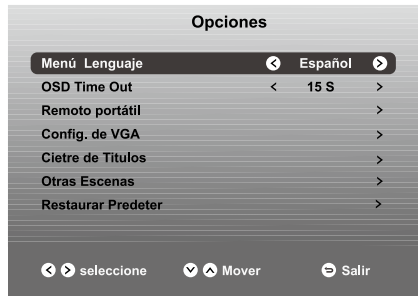 Opciones
Menú Lenguaje Español
OSD Time Out < 15 S >
Remoto portátil >
Config. de VGA >
Cietre de Titulos >
Otras Escenas >
Restaurar Predeter >
seleccione Mover Salir